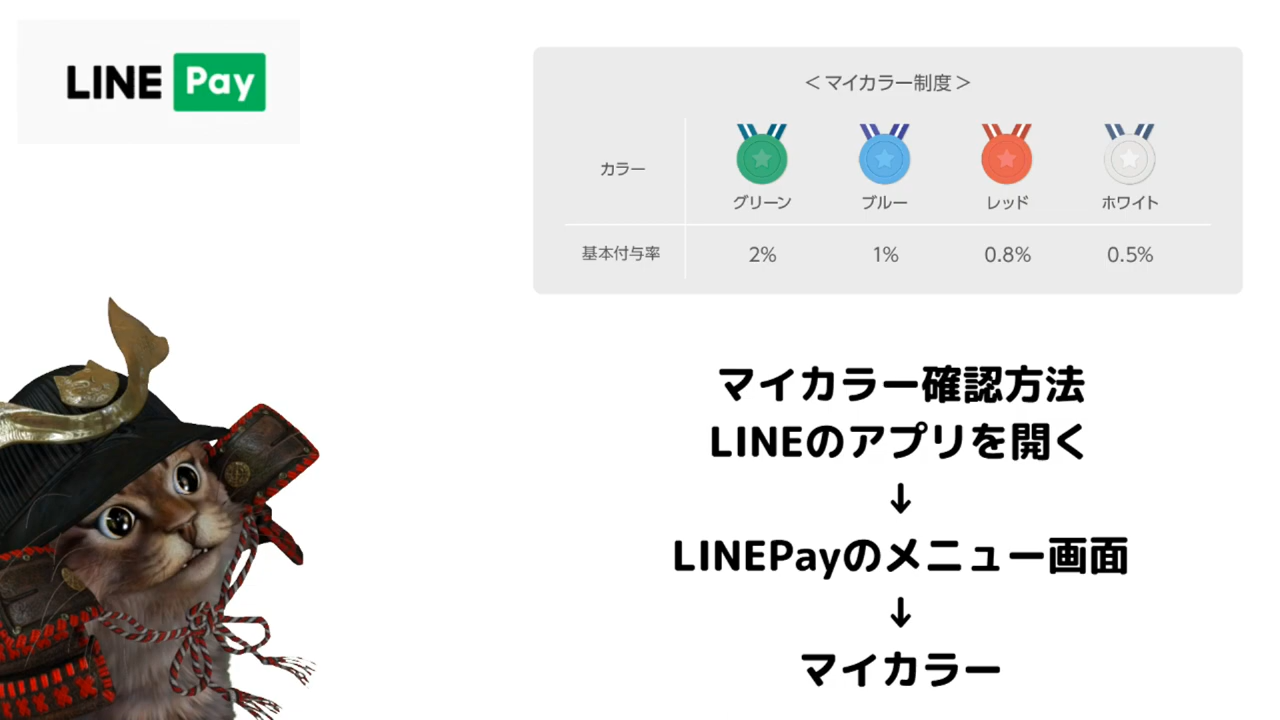 LINE Pay
＜マイカラー制度＞
カラー
グリーン ブルー レッド ホワイト
基本付与率 2% 1% 0.8% 0.5%
マイカラー確認方法
LINEのアプリを開く
↓
LINEPayのメニュー画面
↓
マイカラー